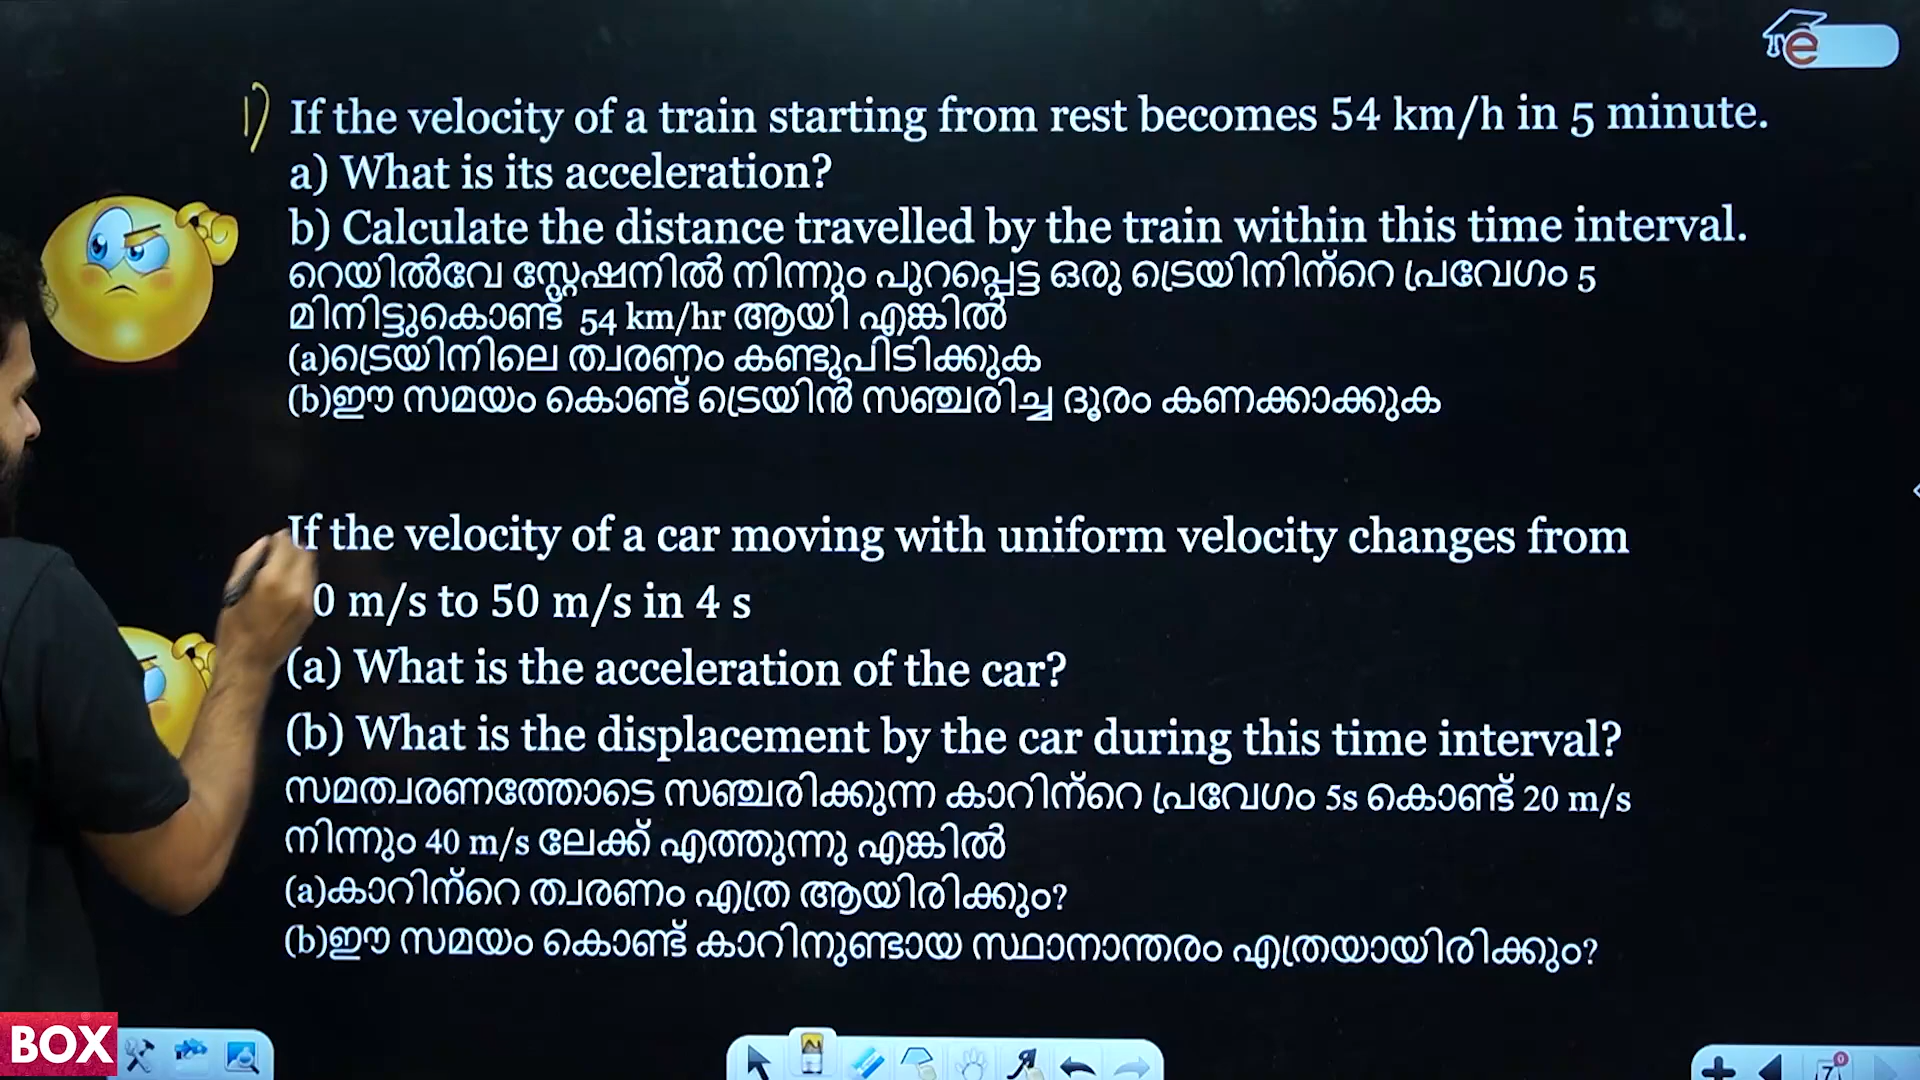 1)
If the velocity of a train starting from rest becomes 54 km/h in 5 minute.
a) What is its acceleration?
b) Calculate the distance travelled by the train within this time interval.
റെയിൽവേ സ്റ്റേഷനിൽ നിന്നും പുറപ്പെട്ട ഒരു ട്രെയിനിന്റെ പ്രവേഗം 5
മിനിട്ടുകൊണ്ട് 54 km/hr ആയി എങ്കിൽ
(a)ട്രെയിനിലെ ത്വരണം കണ്ടുപിടിക്കുക
(b)ഈ സമയം കൊണ്ട് ട്രെയിൻ സഞ്ചരിച്ച ദൂരം കണക്കാക്കുക
If the velocity of a car moving with uniform velocity changes from
0 m/s to 50 m/s in 4 s
(a) What is the acceleration of the car?
(b) What is the displacement by the car during this time interval?
സമത്വരണത്തോടെ സഞ്ചരിക്കുന്ന കാറിന്റെ പ്രവേഗം 5s കൊണ്ട് 20 m/s
നിന്നും 40 m/s ലേക്ക് എത്തുന്നു എങ്കിൽ
(a)കാറിന്റെ ത്വരണം എത്ര ആയിരിക്കും?
(b)ഈ സമയം കൊണ്ട് കാറിനുണ്ടായ സ്ഥാനാന്തരം എത്രയായിരിക്കും?
BOX
7
0